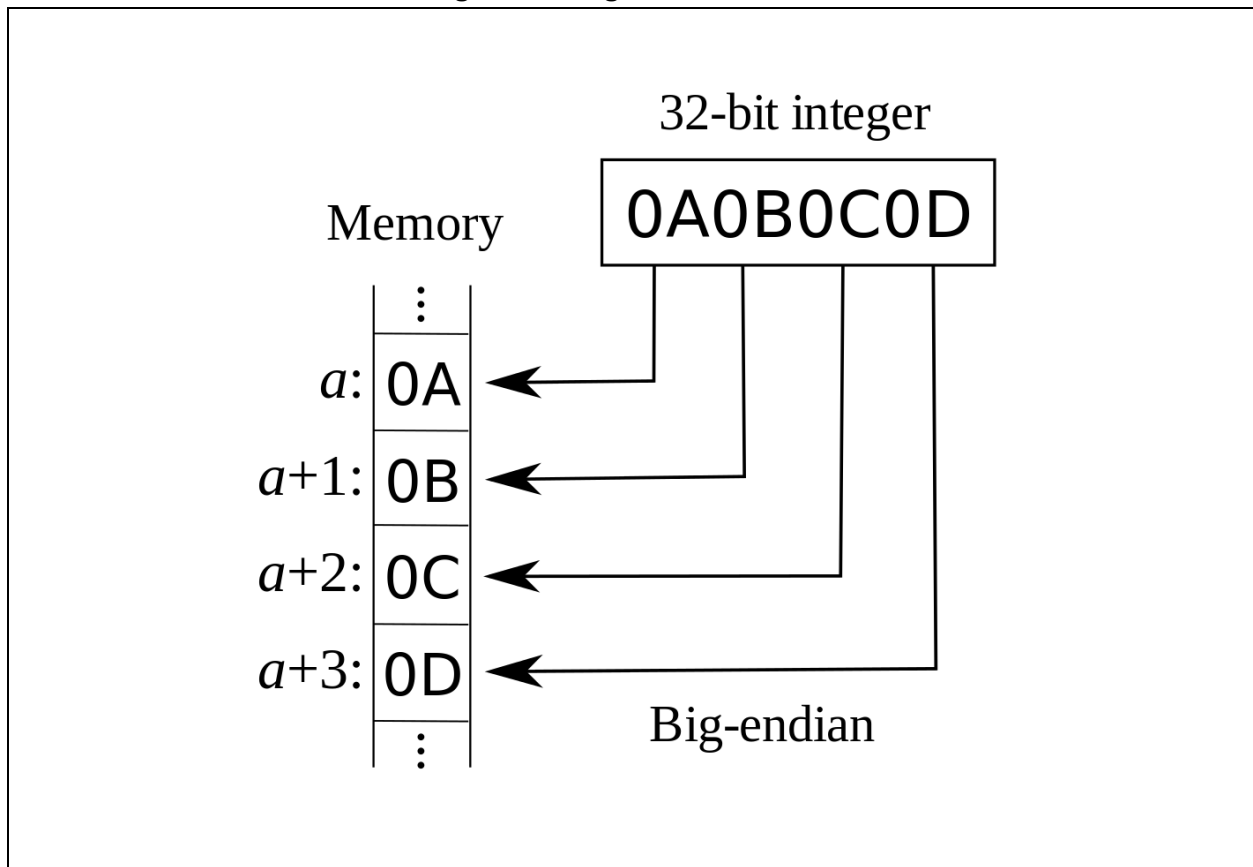 32-bit integer
0A0B0C0D
Memory
a: 0A
a+1: 0B
a+2: 0C
a+3: 0D
Big-endian